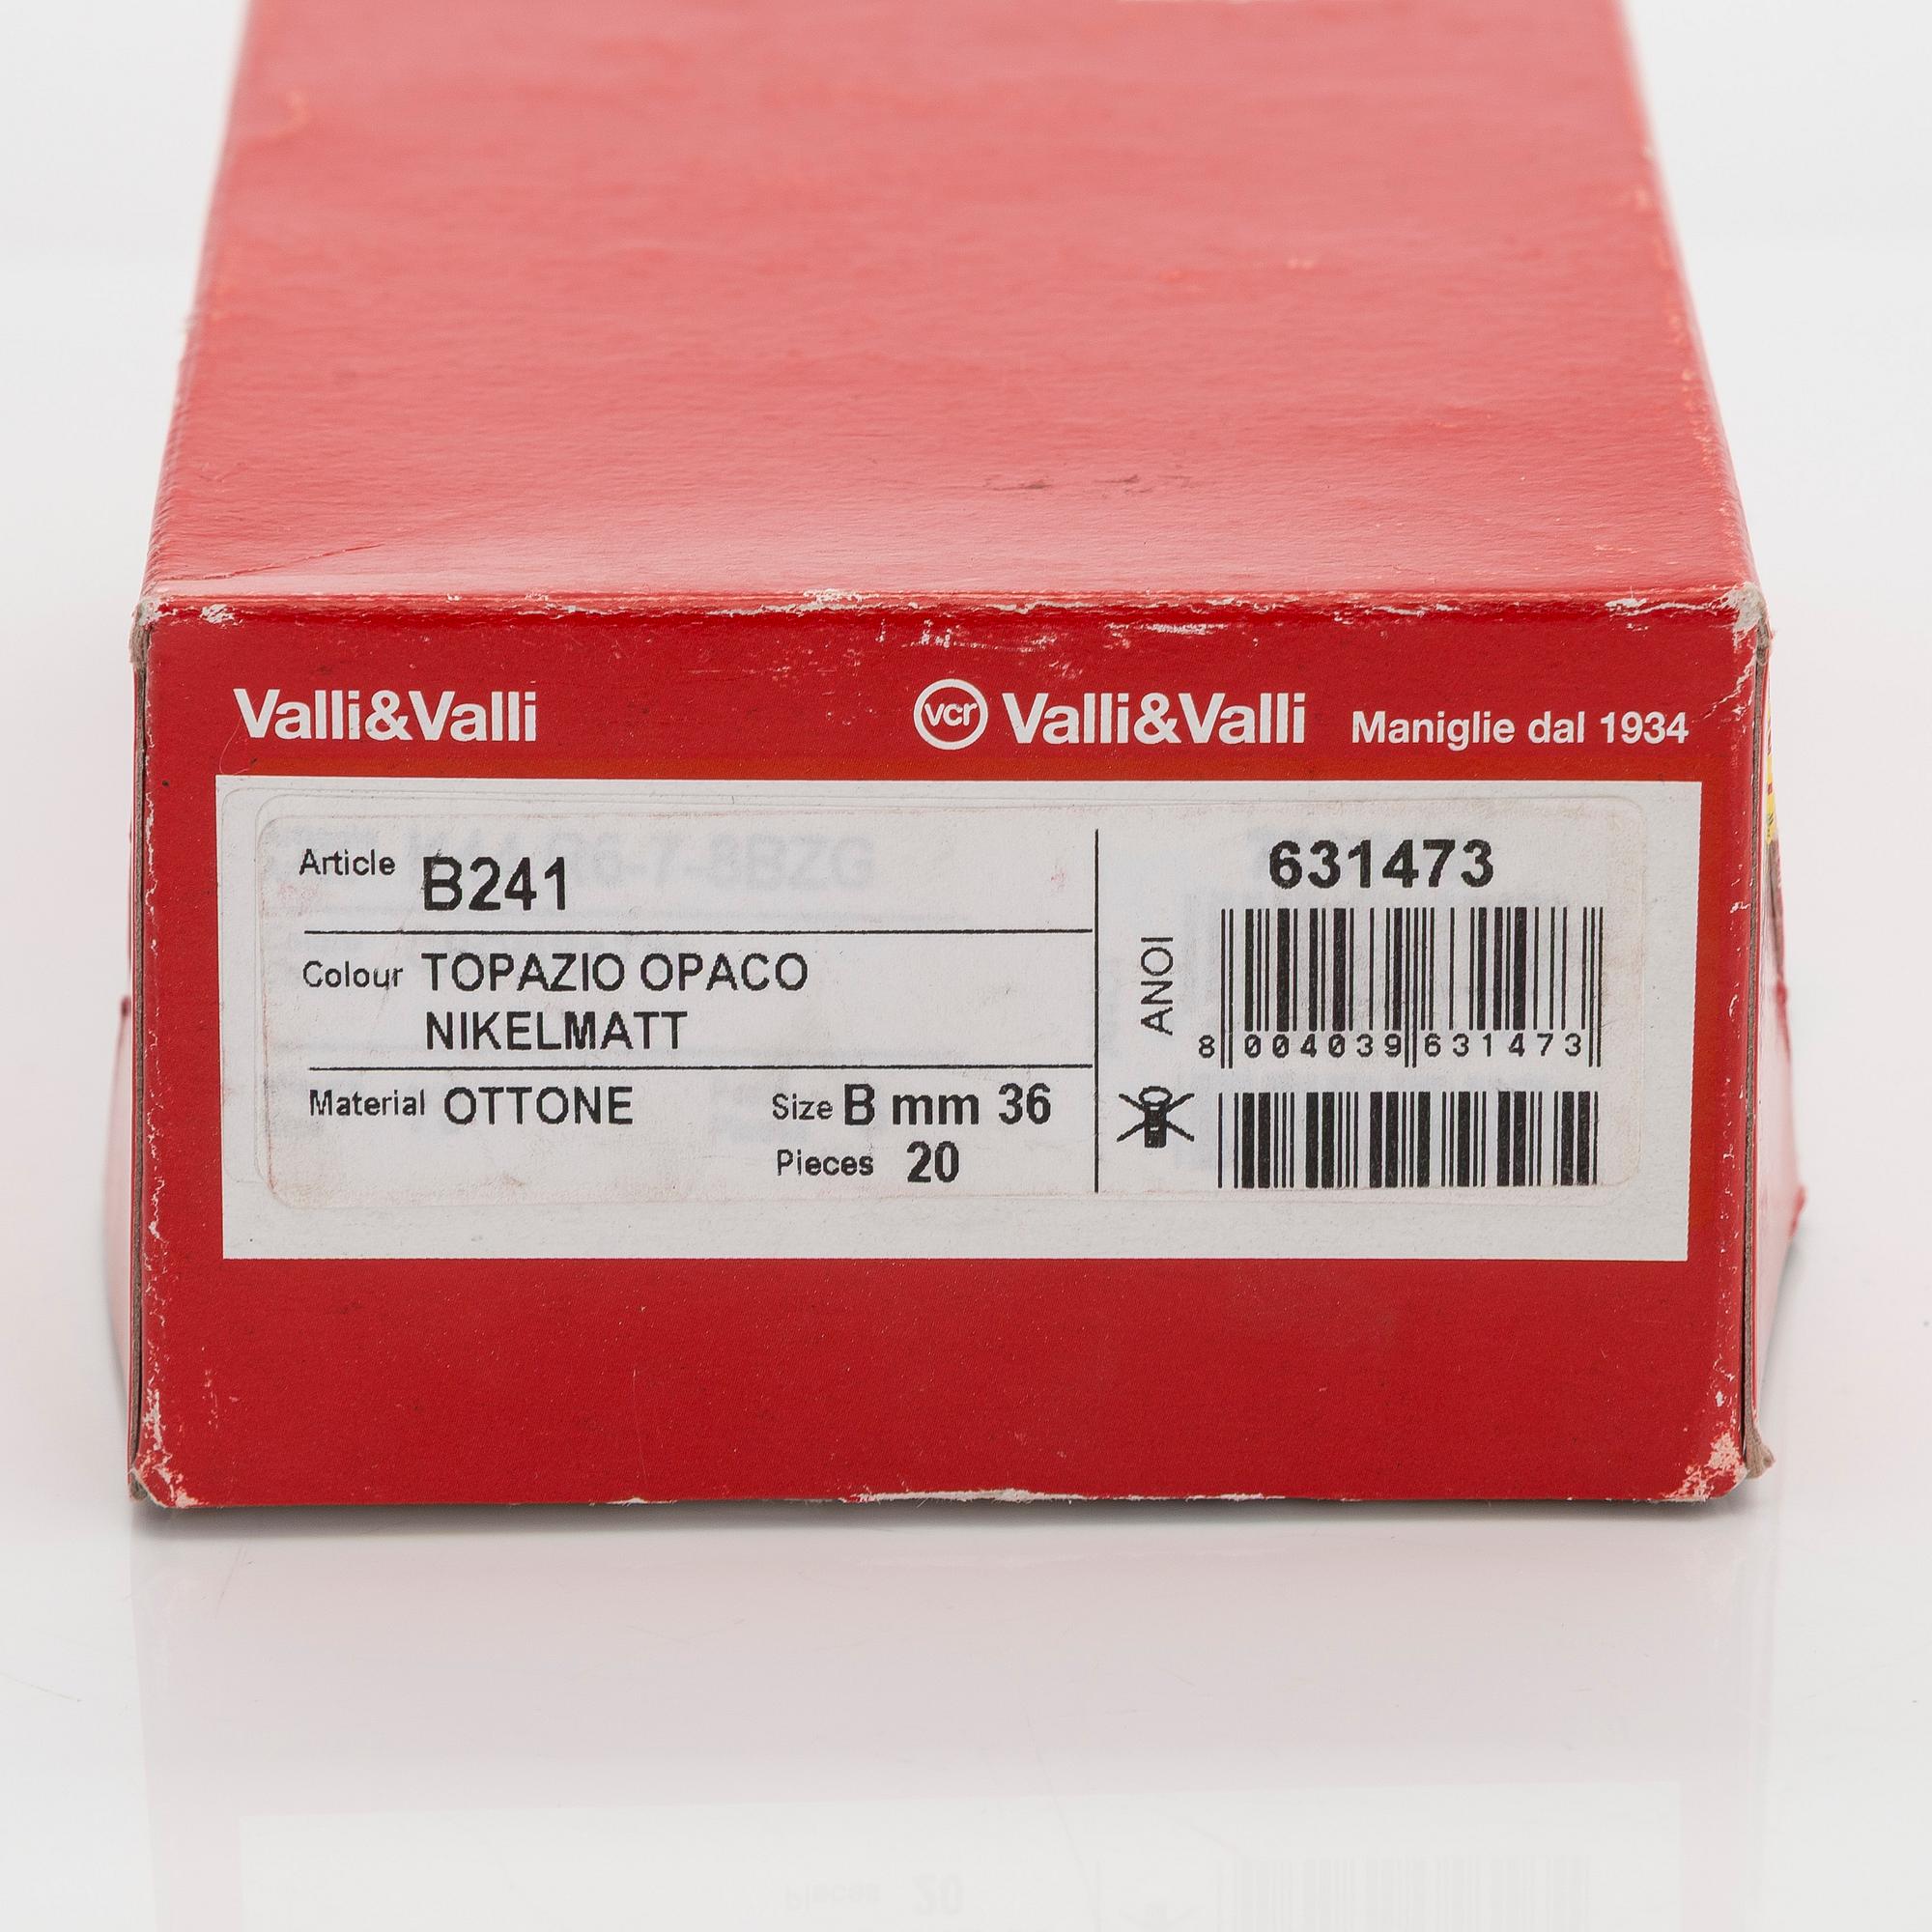 Valli&Valli
vcr Valli&Valli Maniglie dal 1934
Article B241
Colour TOPAZIO OPACO
NIKELMATT
Material OTTONE
Size B mm 36
Pieces 20
631473
ANOI
8 004039 631473